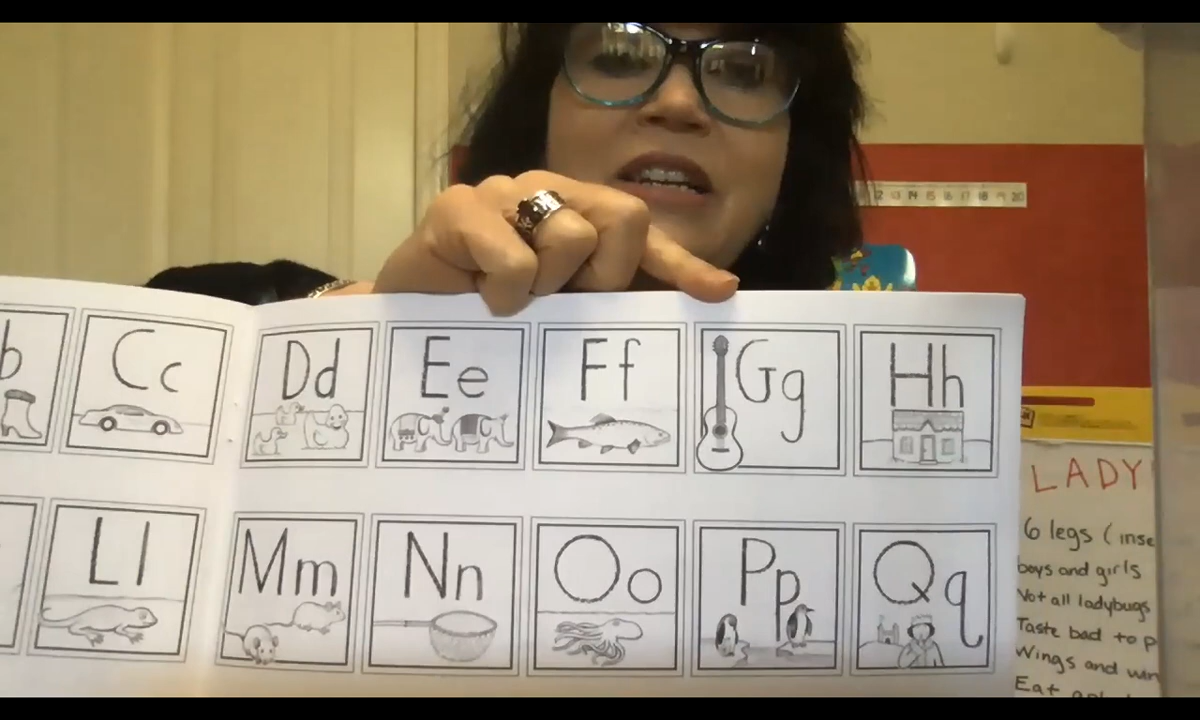 12 13 14 15 16 17 18 19 20
b Cc Dd Ee Ff Gg Hh
Ll Mm Nn Oo Pp Qq
LADY
6 legs (inse
boys and girls
Not all ladybugs
Taste bad to p
Wings and win
Eat